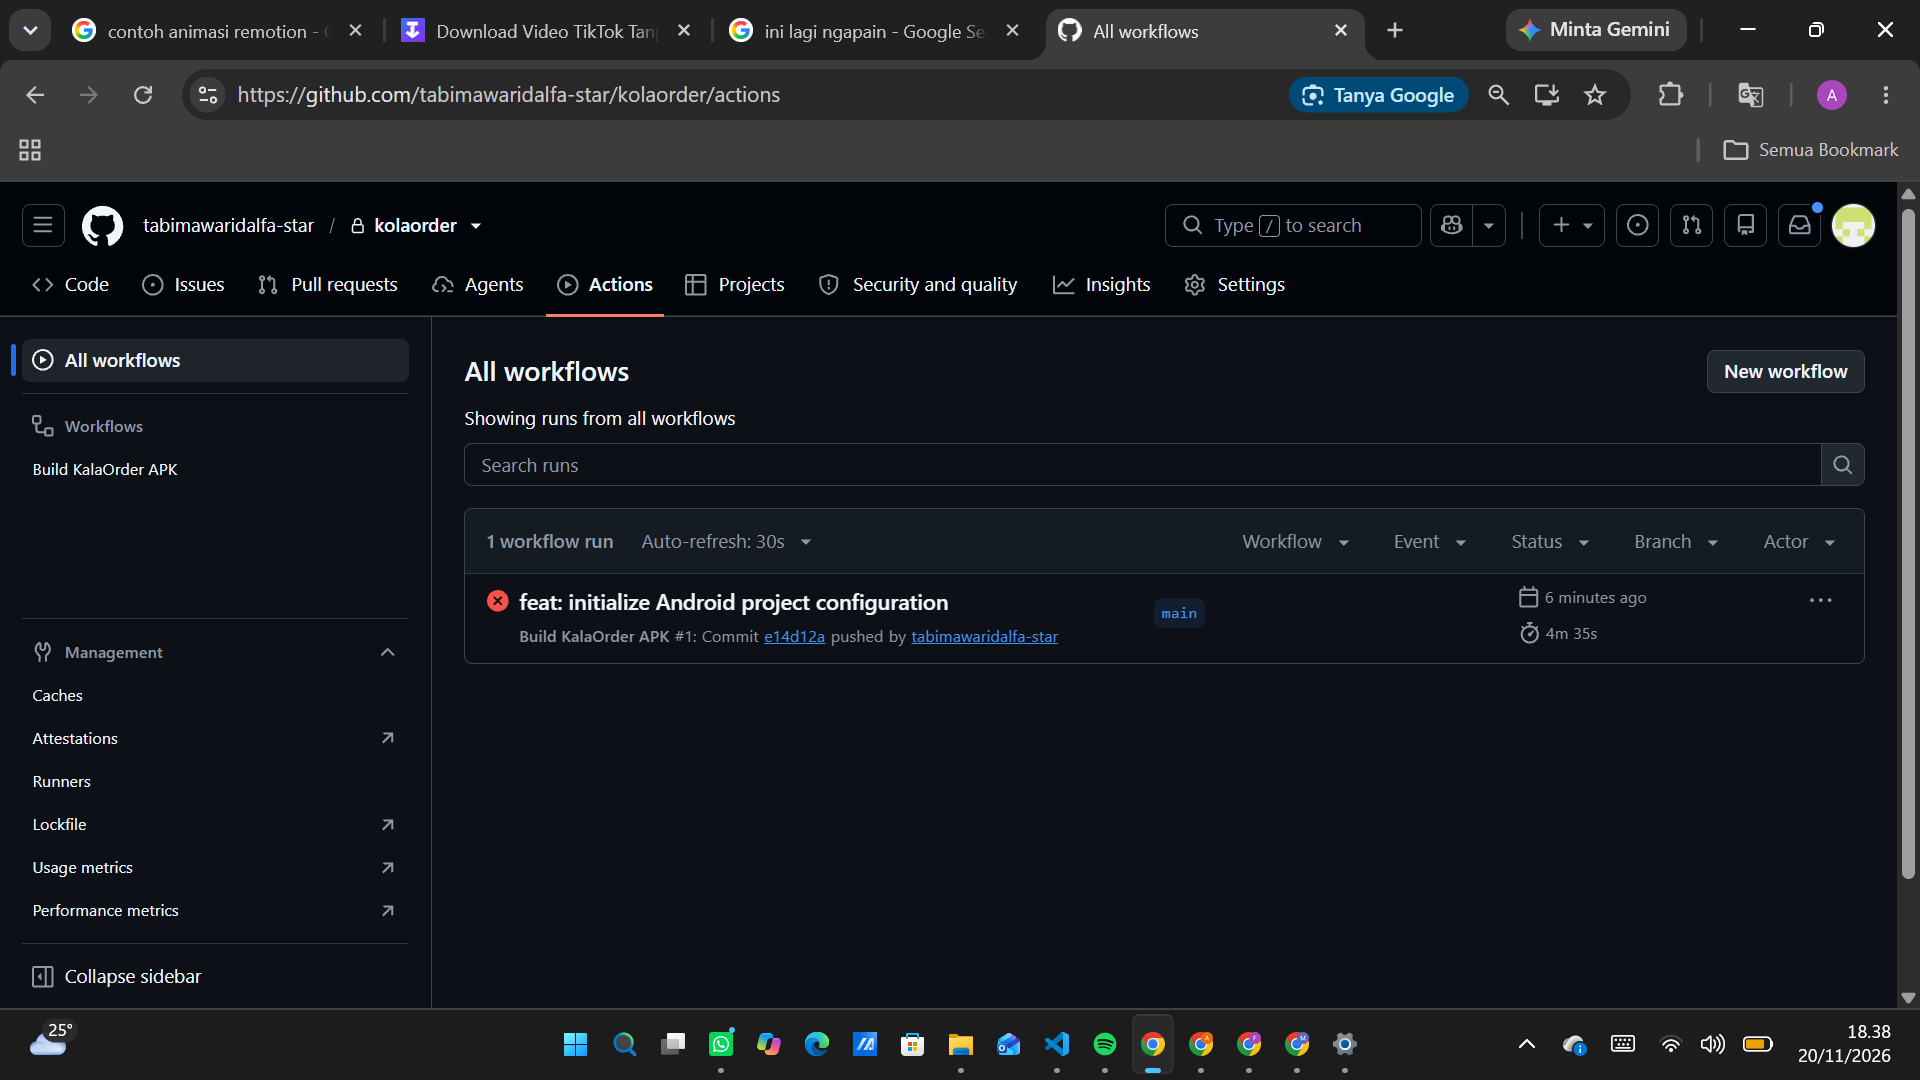 contoh animasi remotion - G
Download Video TikTok Tanp
ini lagi ngapain - Google Se
All workflows
Minta Gemini
https://github.com/tabimawaridalfa-star/kolaorder/actions
Tanya Google
A
Semua Bookmark
tabimawaridalfa-star / kolaorder
Type / to search
Code
Issues
Pull requests
Agents
Actions
Projects
Security and quality
Insights
Settings
All workflows
Workflows
Build KalaOrder APK
Management
Caches
Attestations
Runners
Lockfile
Usage metrics
Performance metrics
Collapse sidebar
All workflows
New workflow
Showing runs from all workflows
Search runs
1 workflow run
Auto-refresh: 30s
Workflow
Event
Status
Branch
Actor
feat: initialize Android project configuration
main
6 minutes ago
Build KalaOrder APK #1: Commit e14d12a pushed by tabimawaridalfa-star
4m 35s
25°
18.38
20/11/2026